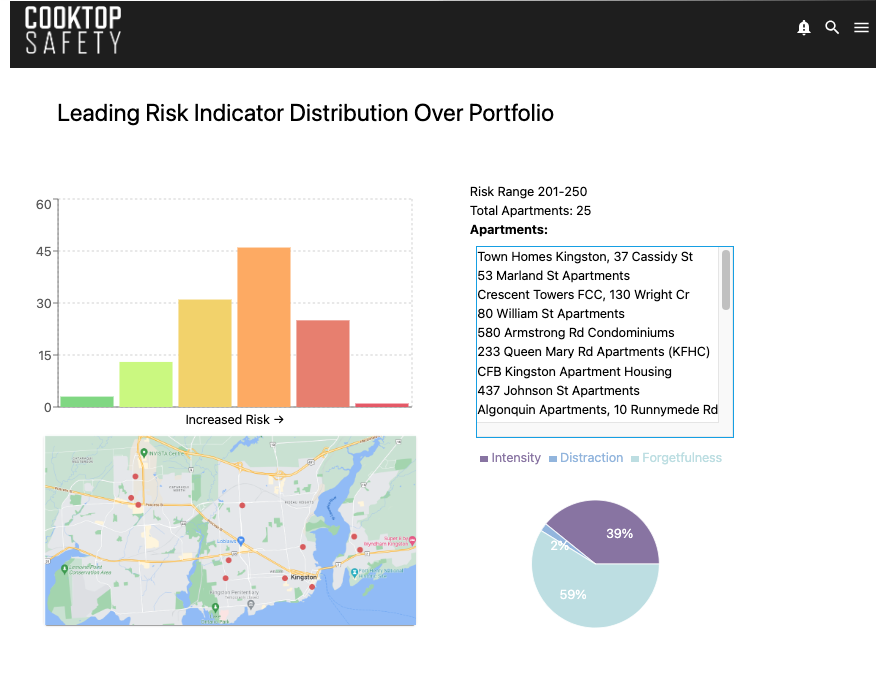 COOKTOP
SAFETY
Leading Risk Indicator Distribution Over Portfolio
60
45
30
15
0
Increased Risk →
INVISTA Centre
Loblaws
Kingston
Risk Range 201-250
Total Apartments: 25
Apartments:
Town Homes Kingston, 37 Cassidy St
53 Marland St Apartments
Crescent Towers FCC, 130 Wright Cr
80 William St Apartments
580 Armstrong Rd Condominiums
233 Queen Mary Rd Apartments (KFHC)
CFB Kingston Apartment Housing
437 Johnson St Apartments
Algonquin Apartments, 10 Runnymede Rd
Intensity Distraction Forgetfulness
39%
2%
59%